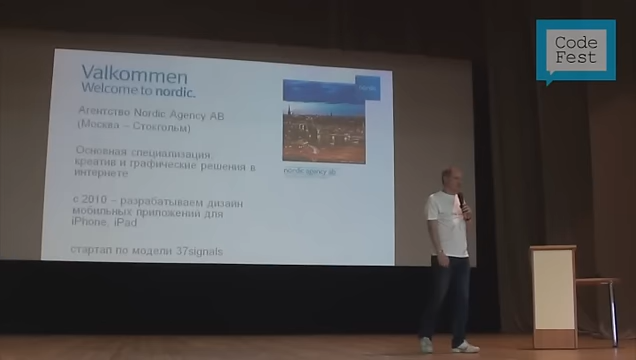 Valkommen
Welcome to nordic.
Агентство Nordic Agency AB
(Москва – Стокгольм)
Основная специализация,
креатив и графические решения в
интернете
с 2010 – разрабатываем дизайн
мобильных приложений для
iPhone, iPad
стартап по модели 37signals
nordic agency ab
Code
Fest